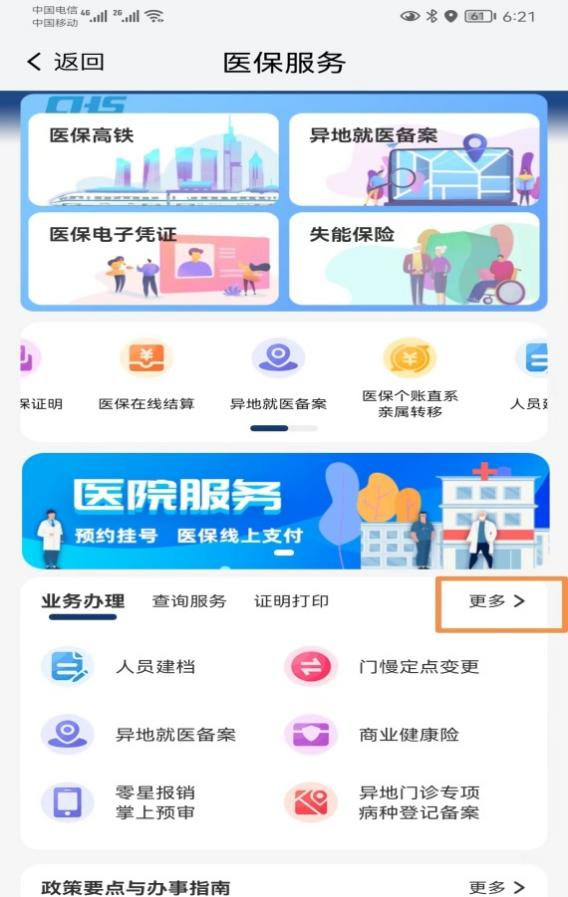 中国电信 4G 2G
中国移动
61 6:21
返回
医保服务
CHS
医保高铁
异地就医备案
医保电子凭证
失能保险
保证明
医保在线结算
异地就医备案
医保个账直系
亲属转移
人员建
医院服务
预约挂号 医保线上支付
业务办理 查询服务 证明打印 更多 >
人员建档
门慢定点变更
异地就医备案
商业健康险
零星报销
掌上预审
异地门诊专项
病种登记备案
政策要点与办事指南 更多 >